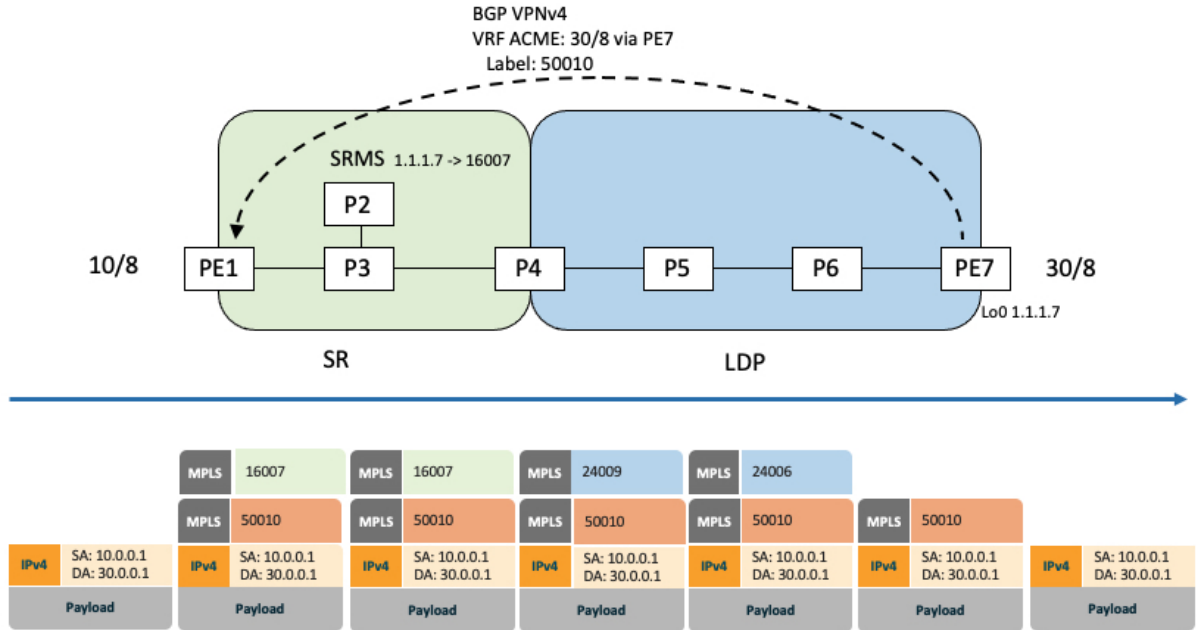 BGP VPNv4
VRF ACME: 30/8 via PE7
Label: 50010
SRMS 1.1.1.7 -> 16007
P2
10/8 PE1 P3 P4 P5 P6 PE7 30/8
Lo0 1.1.1.7
SR LDP
MPLS 16007 MPLS 16007 MPLS 24009 MPLS 24006
MPLS 50010 MPLS 50010 MPLS 50010 MPLS 50010 MPLS 50010
IPv4 SA: 10.0.0.1 IPv4 SA: 10.0.0.1 IPv4 SA: 10.0.0.1 IPv4 SA: 10.0.0.1 IPv4 SA: 10.0.0.1 IPv4 SA: 10.0.0.1 IPv4 SA: 10.0.0.1
DA: 30.0.0.1 DA: 30.0.0.1 DA: 30.0.0.1 DA: 30.0.0.1 DA: 30.0.0.1 DA: 30.0.0.1 DA: 30.0.0.1
Payload Payload Payload Payload Payload Payload Payload